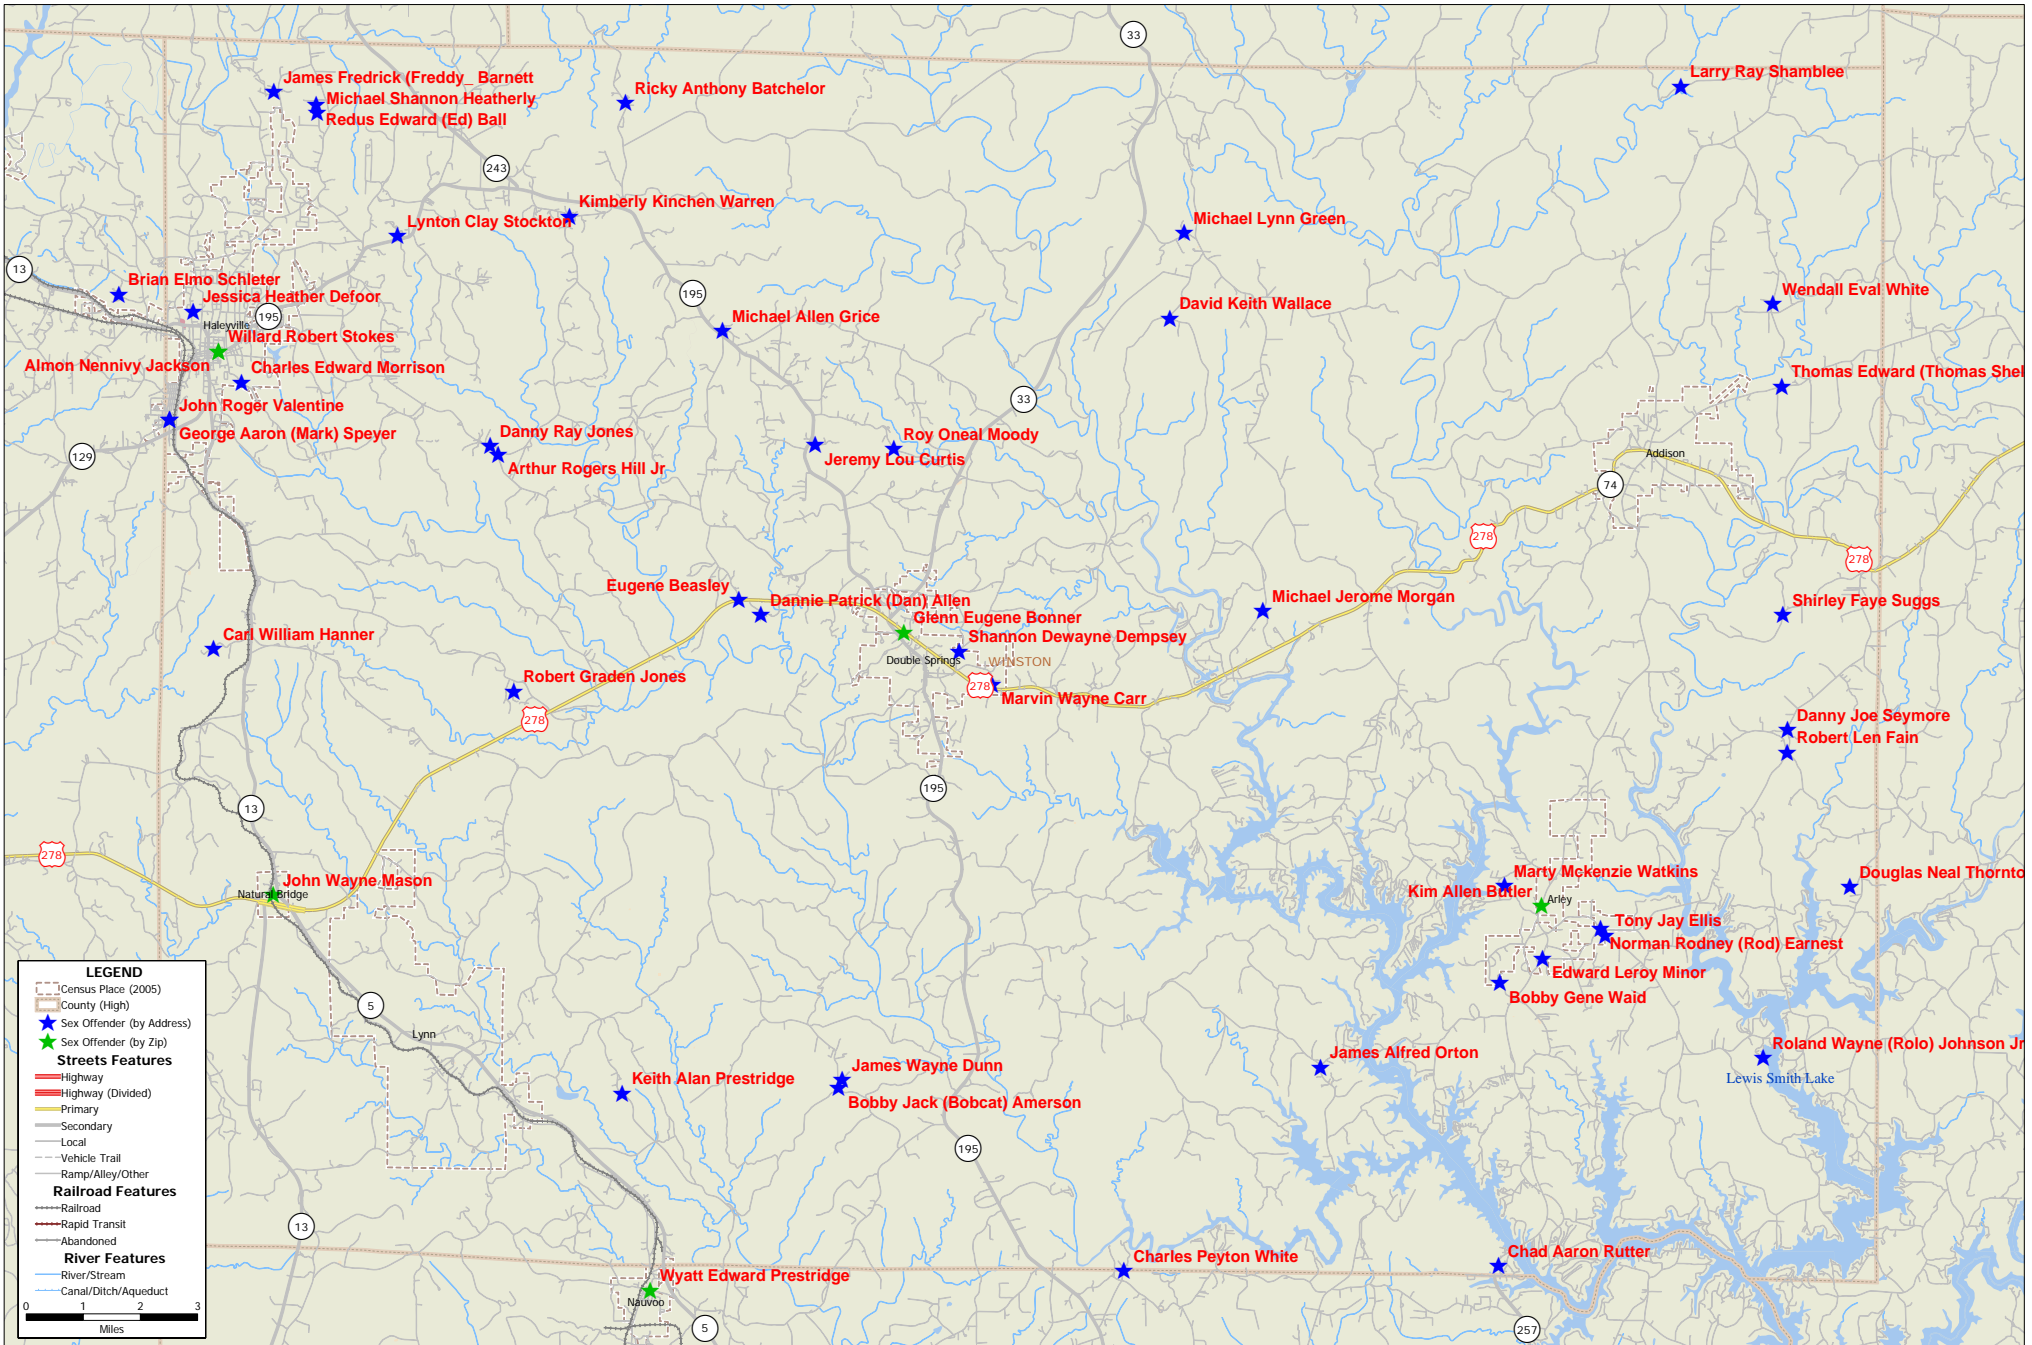 33
James Fredrick (Freddy_ Barnett
Larry Ray Shamblee
Michael Shannon Heatherly
Ricky Anthony Batchelor
Redus Edward (Ed) Ball
243
Kimberly Kinchen Warren
Lynton Clay Stockton
Michael Lynn Green
13
Brian Elmo Schleter
Jessica Heather Defoor
195
Wendall Eval White
David Keith Wallace
Haleyville
195
Michael Allen Grice
Willard Robert Stokes
Almon Nennivy Jackson
Charles Edward Morrison
Thomas Edward (Thomas Shel
33
John Roger Valentine
George Aaron (Mark) Speyer
Danny Ray Jones
Roy Oneal Moody
129
Arthur Rogers Hill Jr
Jeremy Lou Curtis
Addison
74
278
278
Eugene Beasley
Dannie Patrick (Dan) Allen
Michael Jerome Morgan
Shirley Faye Suggs
Glenn Eugene Bonner
Carl William Hanner
Shannon Dewayne Dempsey
Double Springs
WINSTON
Robert Graden Jones
278
Marvin Wayne Carr
278
Danny Joe Seymore
Robert Len Fain
195
13
278
John Wayne Mason
Natural Bridge
Marty Mckenzie Watkins
Kim Allen Butler
Arley
Douglas Neal Thornto
Tony Jay Ellis
Norman Rodney (Rod) Earnest
Edward Leroy Minor
Bobby Gene Waid
5
Lynn
Roland Wayne (Rolo) Johnson Jr
Lewis Smith Lake
James Alfred Orton
James Wayne Dunn
Keith Alan Prestridge
Bobby Jack (Bobcat) Amerson
195
13
Charles Peyton White
Chad Aaron Rutter
Wyatt Edward Prestridge
Nauvoo
5
257
LEGEND
Census Place (2005)
County (High)
Sex Offender (by Address)
Sex Offender (by Zip)
Streets Features
Highway
Highway (Divided)
Primary
Secondary
Local
Vehicle Trail
Ramp/Alley/Other
Railroad Features
Railroad
Rapid Transit
Abandoned
River Features
River/Stream
Canal/Ditch/Aqueduct
0 1 2 3
Miles